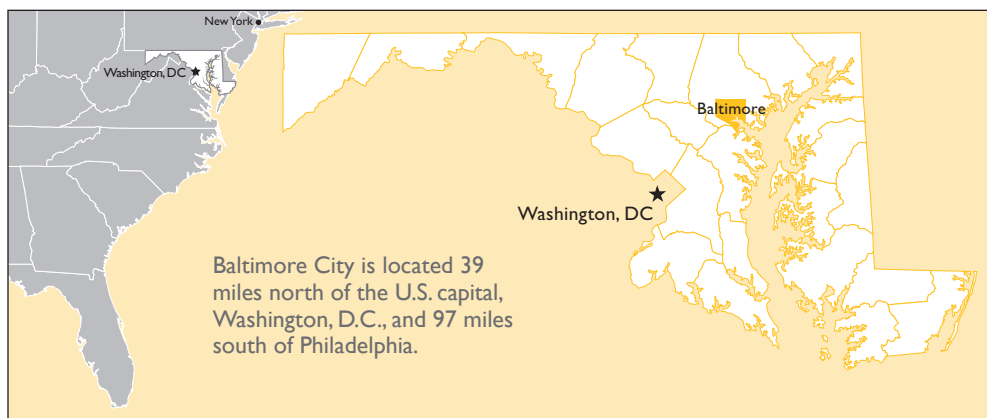 New York
Washington, DC
Baltimore
Washington, DC
Baltimore City is located 39
miles north of the U.S. capital,
Washington, D.C., and 97 miles
south of Philadelphia.